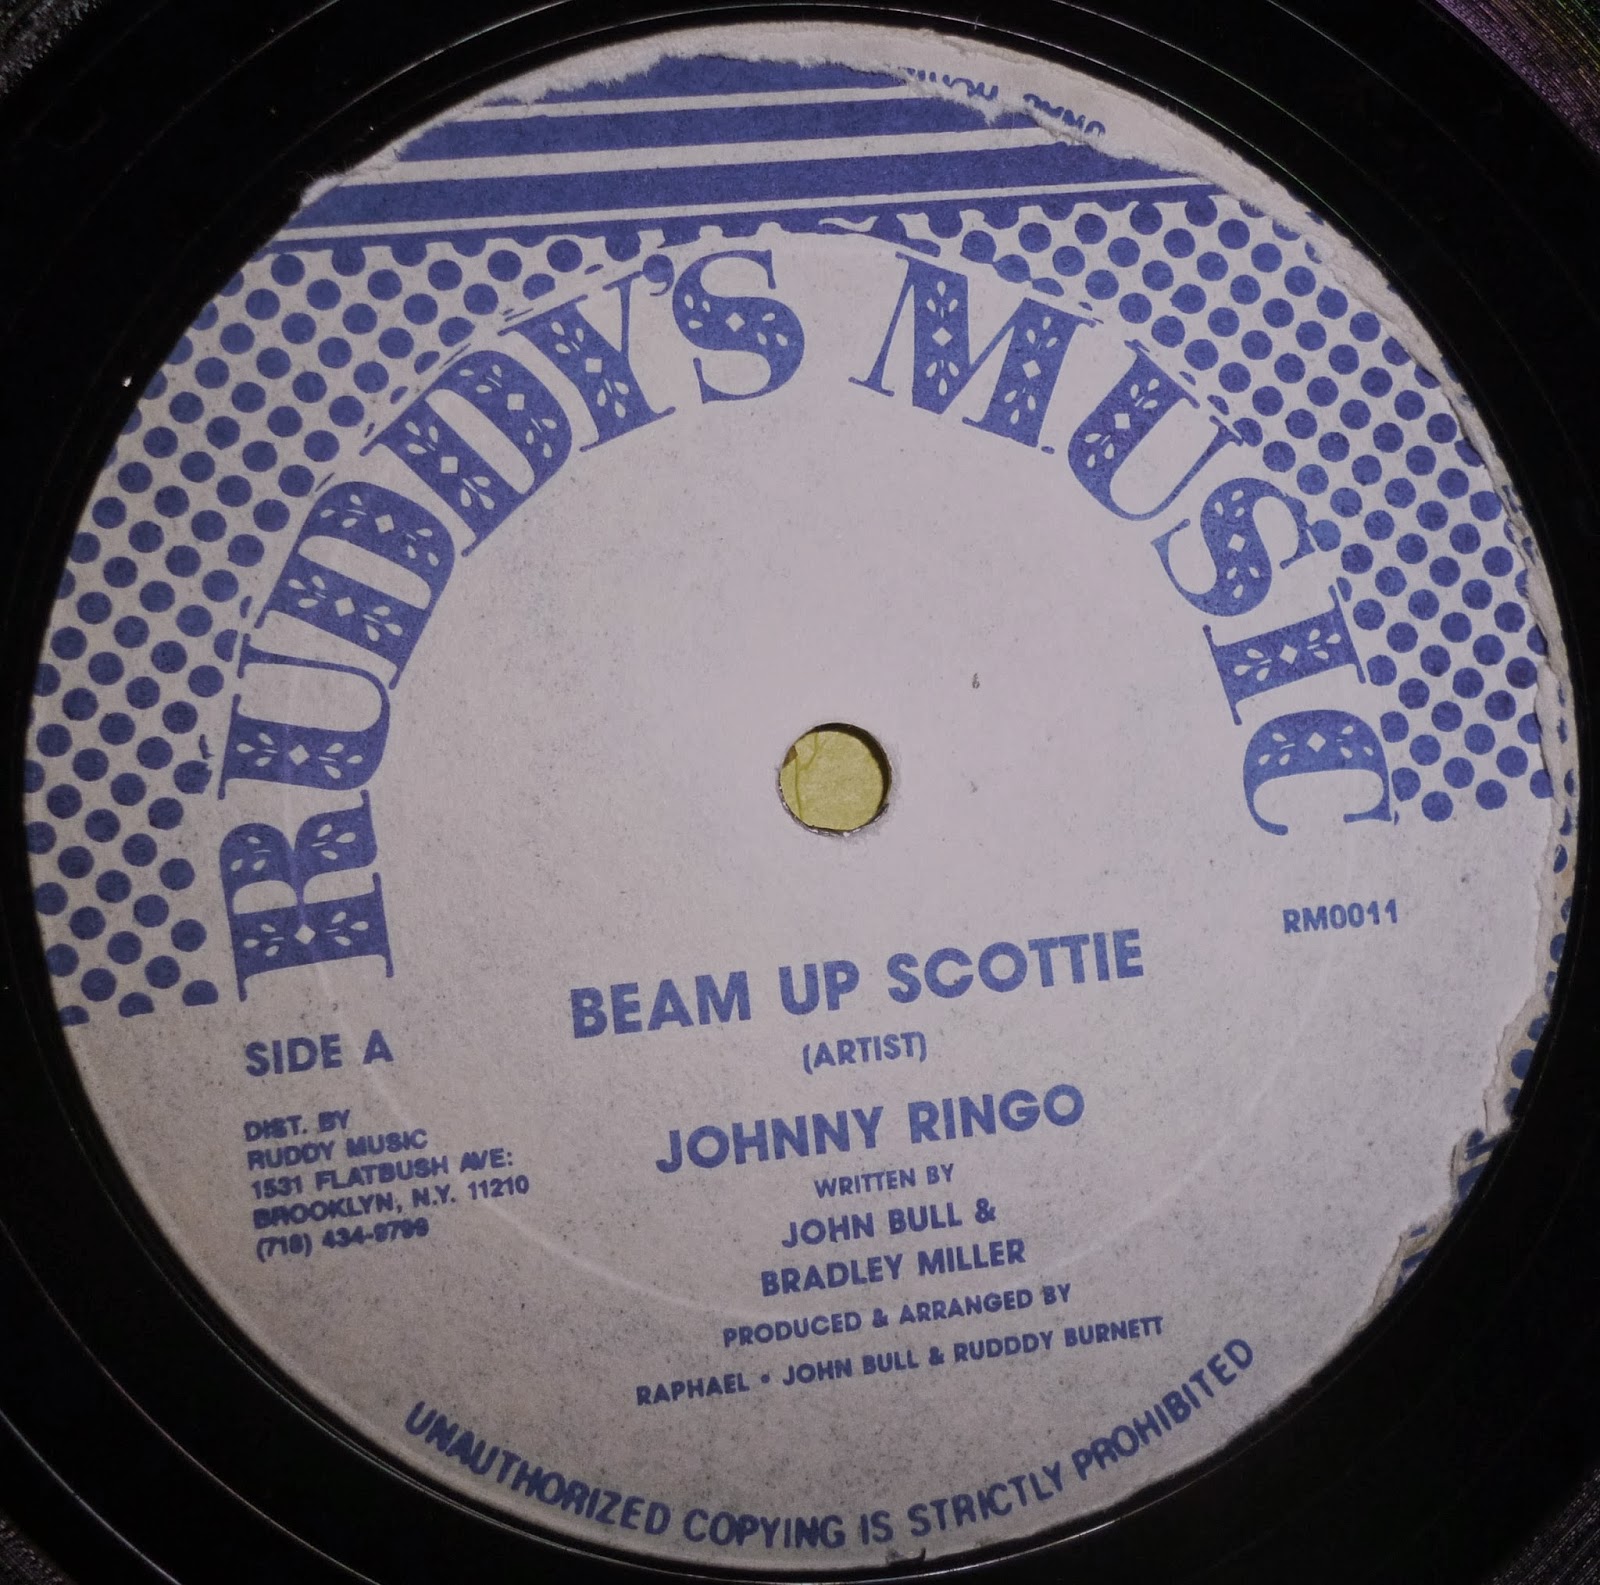 RUDDY'S MUSIC
RM0011
BEAM UP SCOTTIE
(ARTIST)
JOHNNY RINGO
WRITTEN BY
JOHN BULL &
BRADLEY MILLER
PRODUCED & ARRANGED BY
RAPHAEL • JOHN BULL & RUDDDY BURNETT
SIDE A
DIST. BY
RUDDY MUSIC
1531 FLATBUSH AVE:
BROOKLYN, N.Y. 11210
(718)
UNAUTHORIZED COPYING IS STRICTLY PROHIBITED